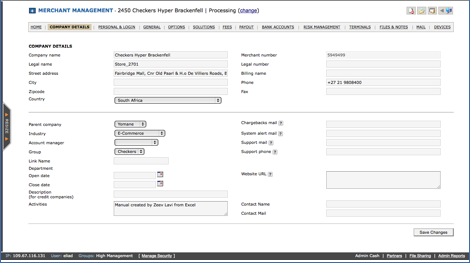 MERCHANT MANAGEMENT - 2450 Checkers Hyper Brackenfell | Processing (change)
HOME | COMPANY DETAILS | PERSONAL & LOGIN | GENERAL | OPTIONS | SOLUTIONS | FEES | PAYOUT | BANK ACCOUNTS | RISK MANAGEMENT | TERMINALS | FILES & NOTES | MAIL | DEVICES
COMPANY DETAILS
Company name Checkers Hyper Brackenfell Merchant number 5949499
Legal name Store_2701 Legal number
Street address Fairbridge Mall, Cnr Old Paarl & H.o De Villiers Roads, B Billing name
City Phone +27 21 9808400
Zipcode Fax
Country South Africa
Parent company Yomane Chargebacks mail ?
Industry E-Commerce System alert mail ?
Account manager Support mail ?
Group Checkers Support phone ?
Link Name
Department
Open date Website URL ?
Close date
Description
(for credit companies)
Activities Manual created by Zeev Lavi from Excel Contact Name
Contact Mail
Save Changes
IP: 109.67.116.131 User: eliad Groups: High Management [ Manage Security ] Admin Cash | Partners | File Sharing | Admin Reports